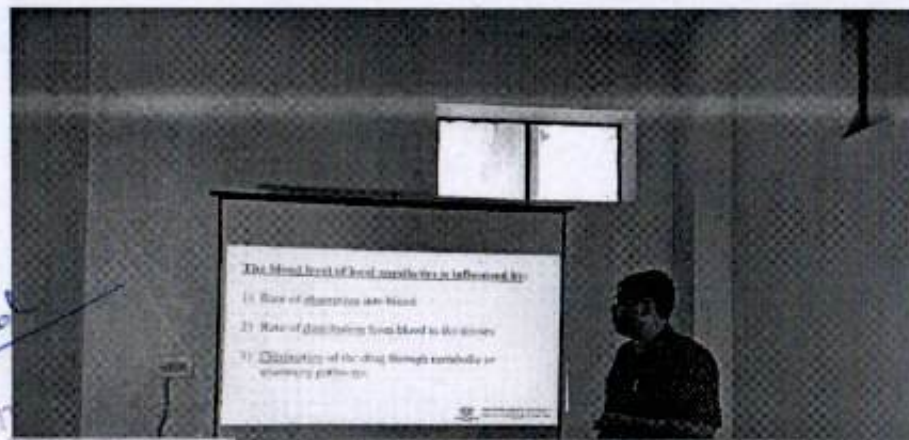 The blood level of local anesthetics is influenced by:
1) Rate of absorption into blood
2) Rate of distribution from blood to the tissues
3) Elimination of the drug through metabolic or
excretory pathways